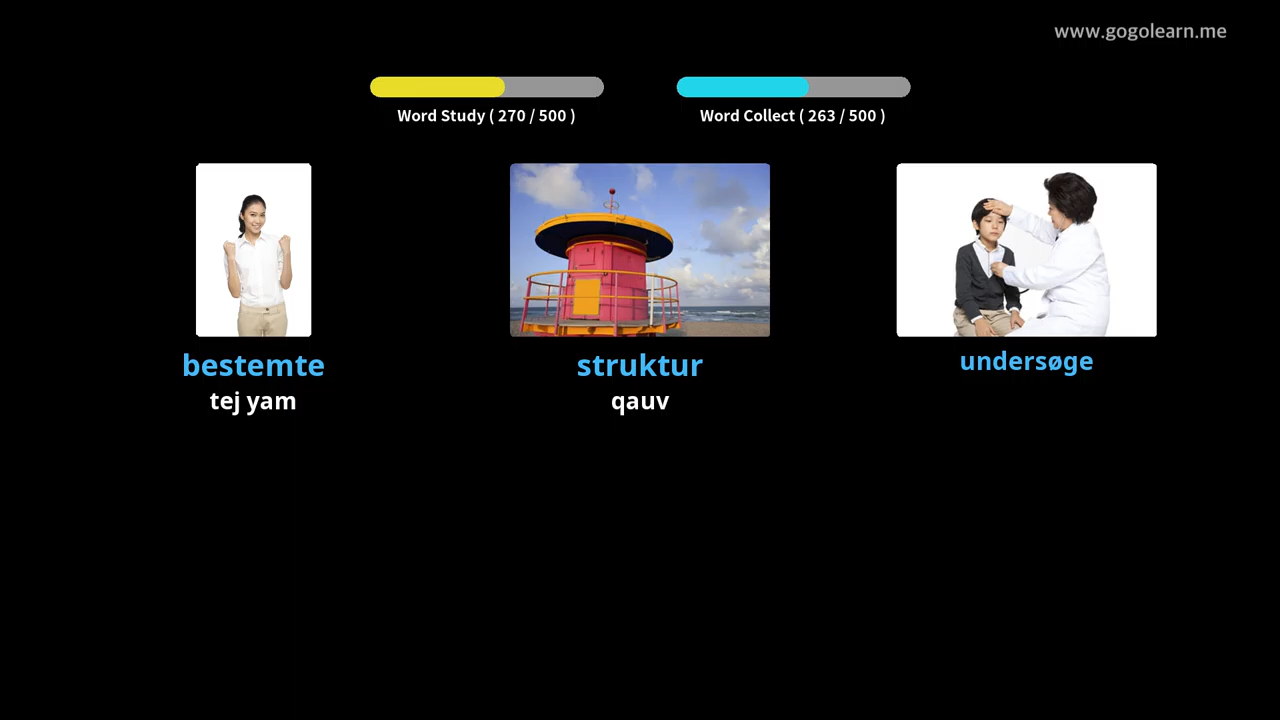 www.gogolearn.me
Word Study ( 270 / 500 )
Word Collect ( 263 / 500 )
bestemte
tej yam
struktur
qauv
undersøge